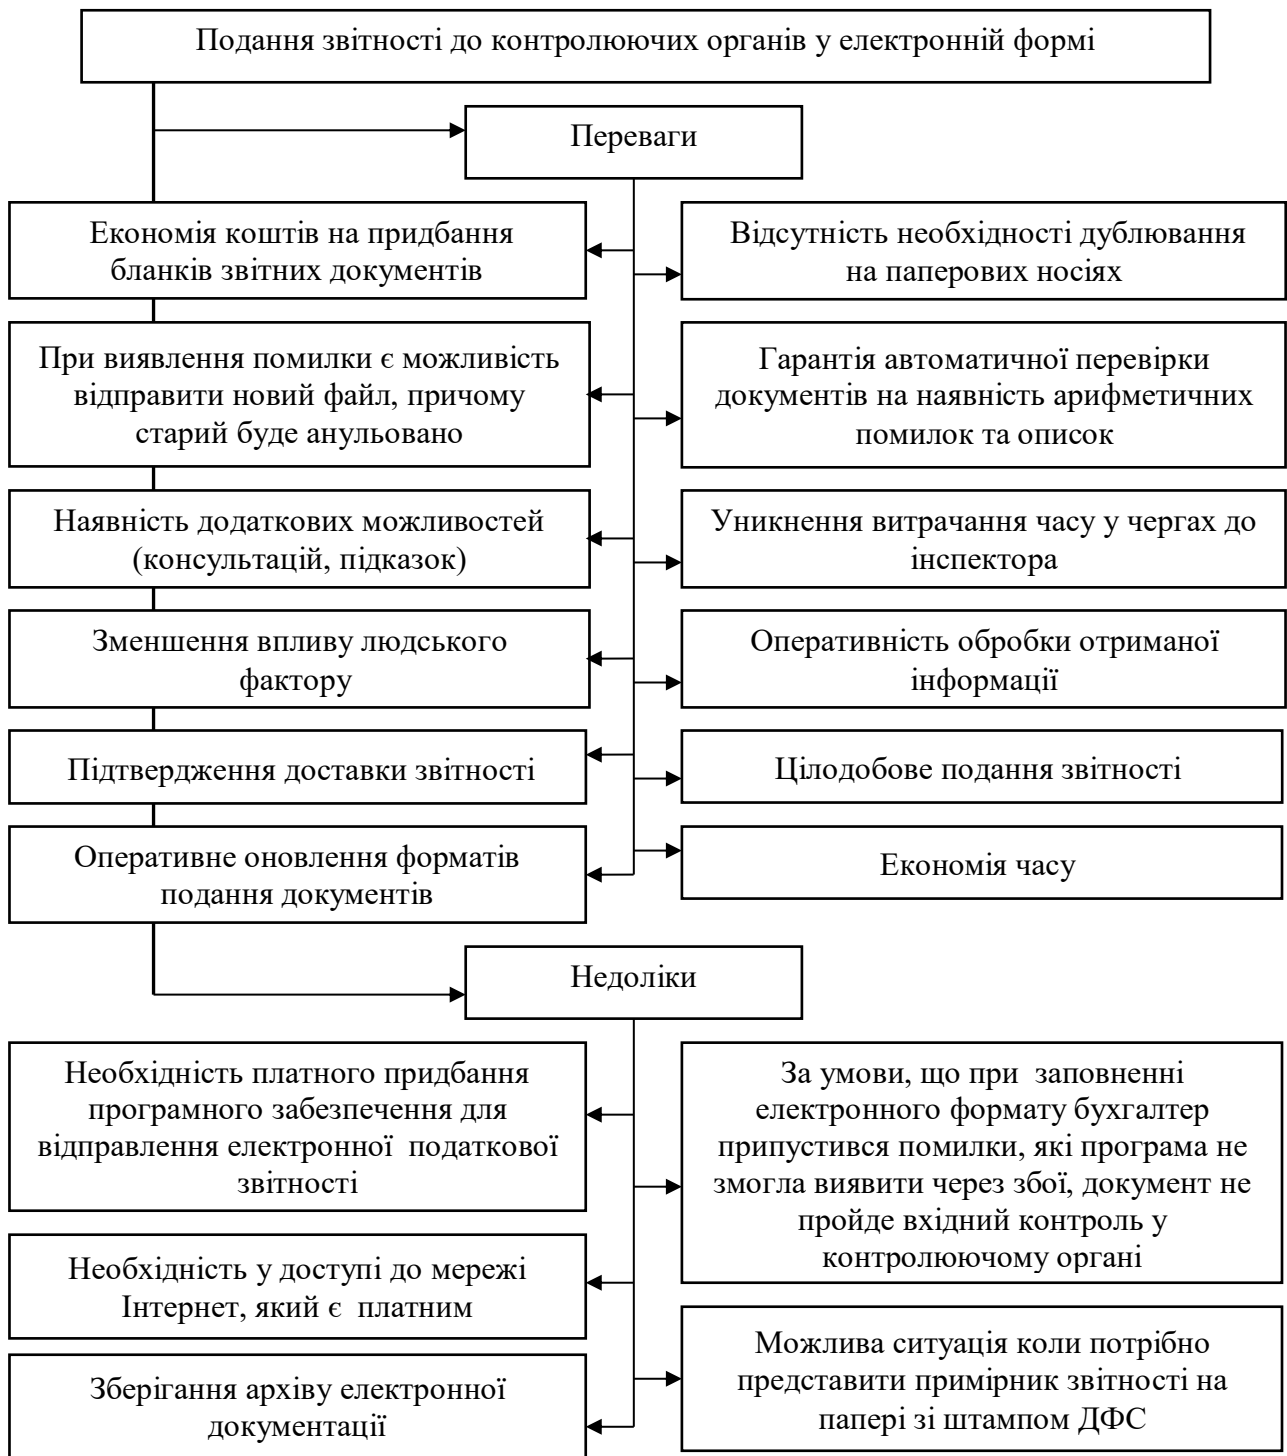 Подання звітності до контролюючих органів у електронній формі
Переваги
Економія коштів на придбання
бланків звітних документів
Відсутність необхідності дублювання
на паперових носіях
При виявлення помилки є можливість
відправити новий файл, причому
старий буде анульовано
Гарантія автоматичної перевірки
документів на наявність арифметичних
помилок та описок
Наявність додаткових можливостей
(консультацій, підказок)
Уникнення витрачання часу у чергах до
інспектора
Зменшення впливу людського
фактору
Оперативність обробки отриманої
інформації
Підтвердження доставки звітності
Цілодобове подання звітності
Оперативне оновлення форматів
подання документів
Економія часу
Недоліки
Необхідність платного придбання
програмного забезпечення для
відправлення електронної податкової
звітності
За умови, що при заповненні
електронного формату бухгалтер
припустився помилки, які програма не
змогла виявити через збої, документ не
пройде вхідний контроль у
контролюючому органі
Необхідність у доступі до мережі
Інтернет, який є платним
Можлива ситуація коли потрібно
представити примірник звітності на
папері зі штампом ДФС
Зберігання архіву електронної
документації